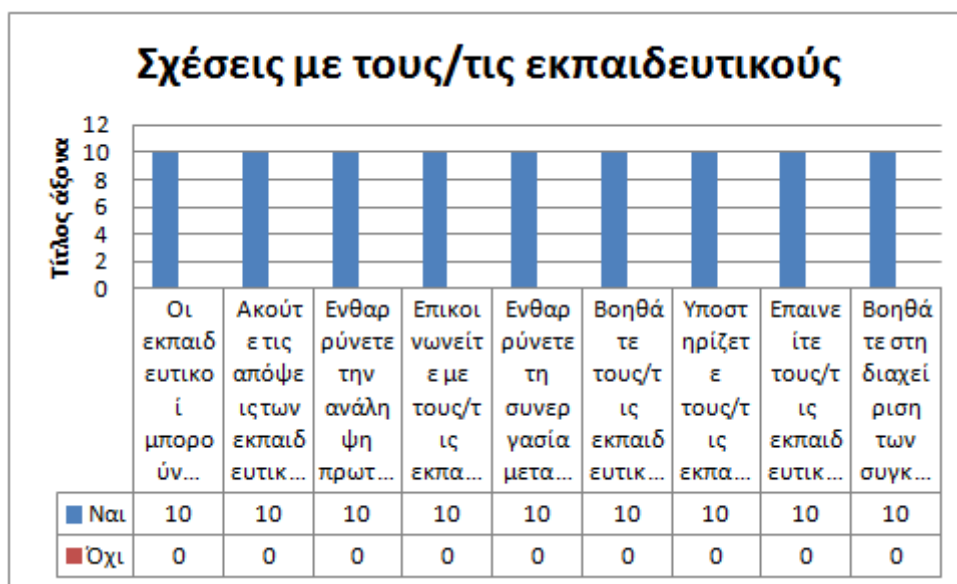 Σχέσεις με τους/τις εκπαιδευτικούς
Τίτλος άξονα
12
10
8
6
4
2
0
Οι εκπαιδ ευτικο ί μπορο ύν...
Ακούτ ε τις απόψε ις των εκπαιδ ευτικ...
Ενθαρ ρύνετε την ανάλη ψη πρωτ...
Επικοι νωνείτ ε με τους/τ ις εκπα...
Ενθαρ ρύνετε τη συνερ γασία μετα...
Βοηθά τε τους/τ ις εκπαιδ ευτικ...
Υποστ ηρίζετ ε τους/τ ις εκπα...
Επαινε ίτε τους/τ ις εκπαιδ ευτικ...
Βοηθά τε στη διαχεί ριση των συγκ...
Ναι 10 10 10 10 10 10 10 10 10
Όχι 0 0 0 0 0 0 0 0 0